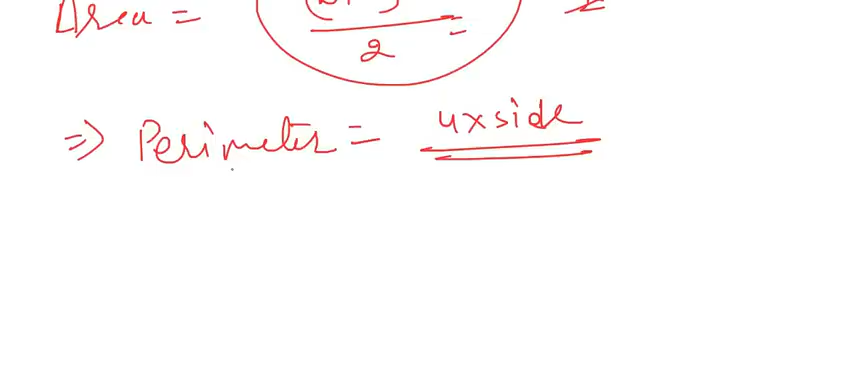 Area =
2
=> Perimeter = 4xside